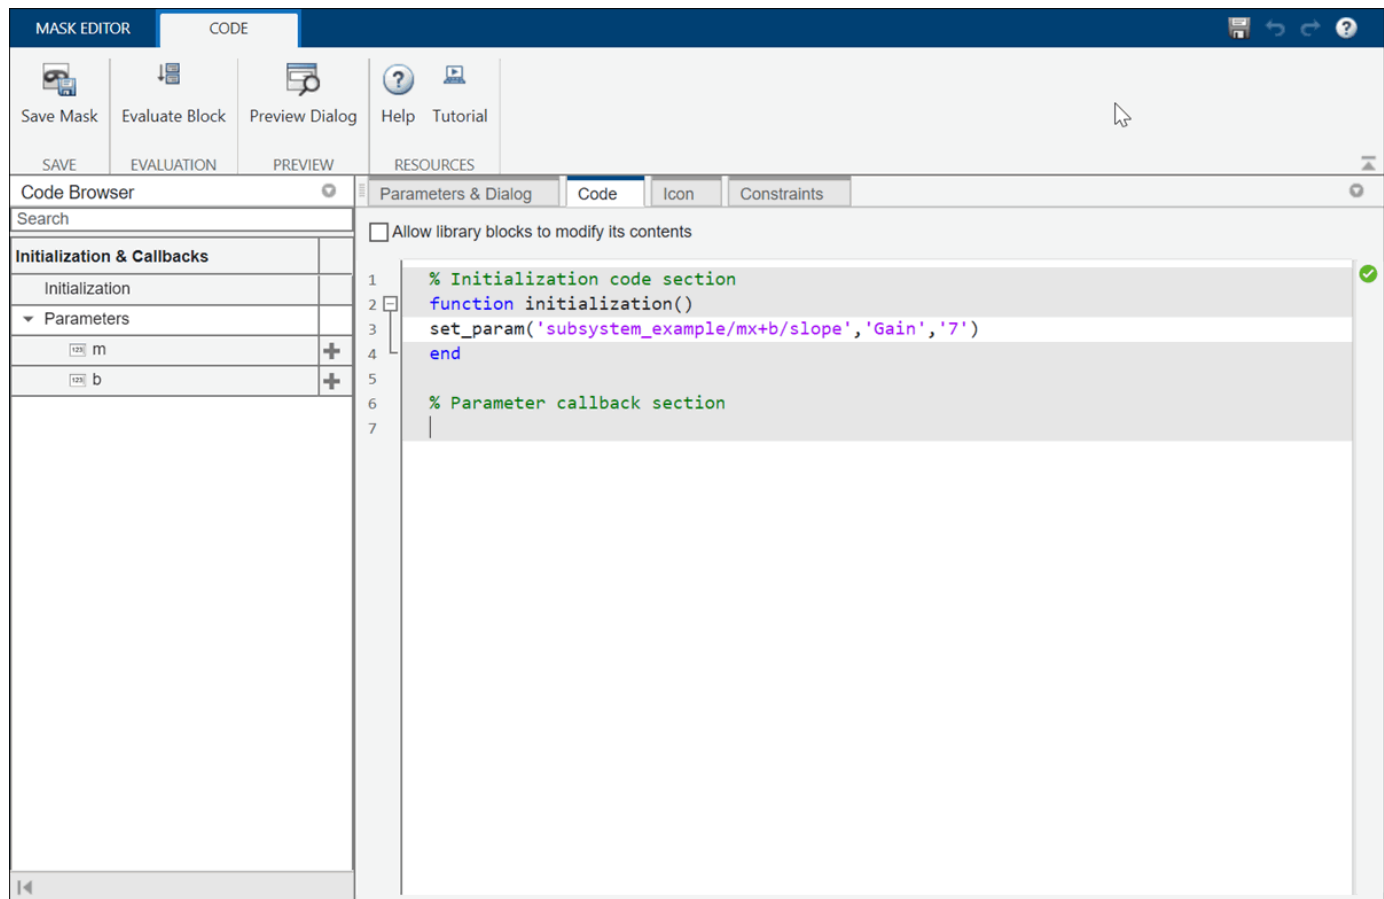 MASK EDITOR CODE
Save Mask Evaluate Block Preview Dialog Help Tutorial
SAVE EVALUATION PREVIEW RESOURCES
Code Browser
Search
Initialization & Callbacks
Initialization
Parameters
123 m
123 b
Parameters & Dialog Code Icon Constraints
Allow library blocks to modify its contents
1 % Initialization code section
2 function initialization()
3 set_param('subsystem_example/mx+b/slope','Gain','7')
4 end
5
6 % Parameter callback section
7